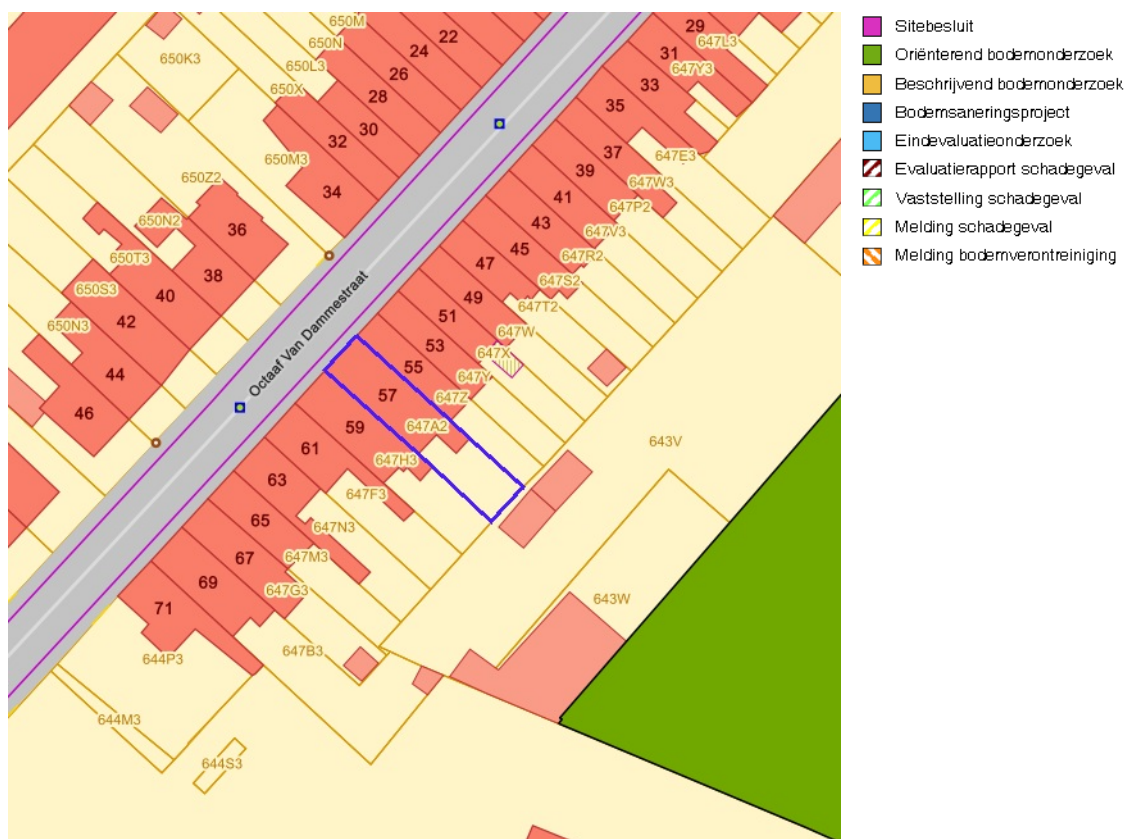 650M
22
29
647L3
650N
24
31
650K3
650L3
26
647Y3
33
650X
28
35
32
30
37
650M3
647E3
39
34
647W3
650Z2
41
647P2
650N2
36
43
647V3
650T3
45
647R2
38
47
647S2
650S3
40
49
647T2
Octaaf Van Dammestraat
42
51
647W
650N3
53
647X
44
55
647Y
57
647Z
46
59
647A2
643V
61
647H3
63
647F3
65
647N3
67
647M3
69
647G3
71
643W
644P3
647B3
644M3
644S3
Sitebesluit
Oriënterend bodemonderzoek
Beschrijvend bodemonderzoek
Bodemsaneringsproject
Eindevaluatieonderzoek
Evaluatierapport schadegeval
Vaststelling schadegeval
Melding schadegeval
Melding bodemverontreiniging